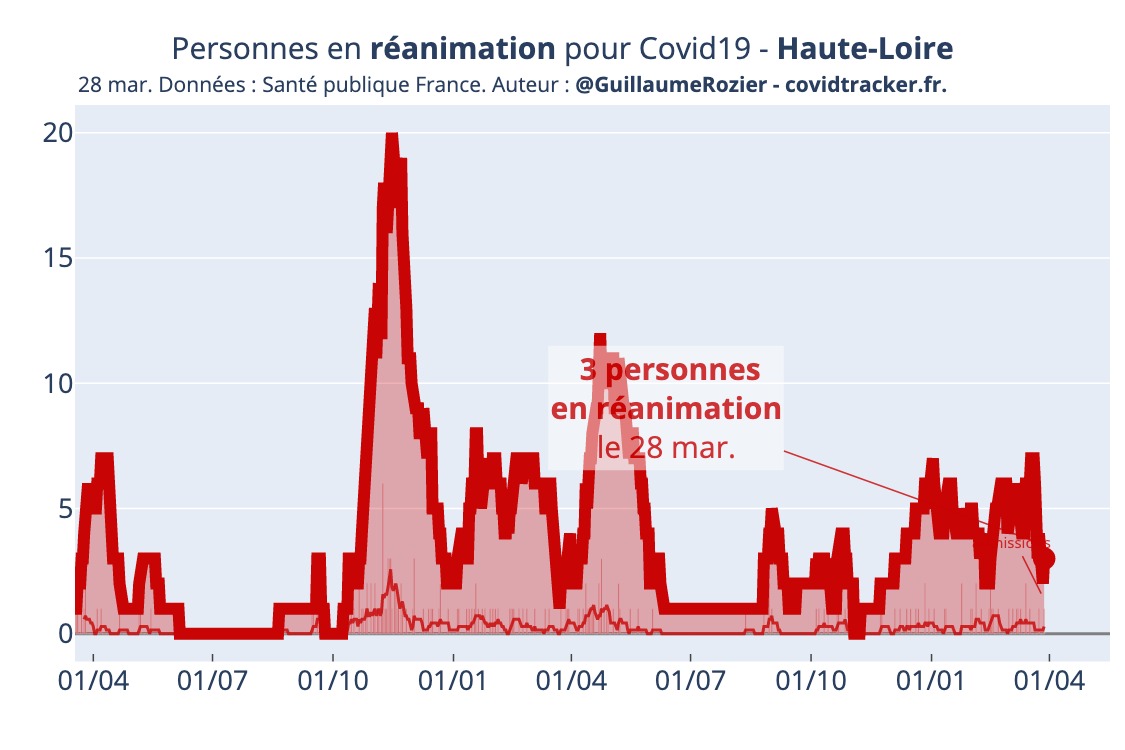 Personnes en réanimation pour Covid19 - Haute-Loire
28 mar. Données : Santé publique France. Auteur : @GuillaumeRozier - covidtracker.fr.
20
15
10
5
0
3 personnes
en réanimation
le 28 mar.
01/04
01/07
01/10
01/01
01/04
01/07
01/10
01/01
01/04